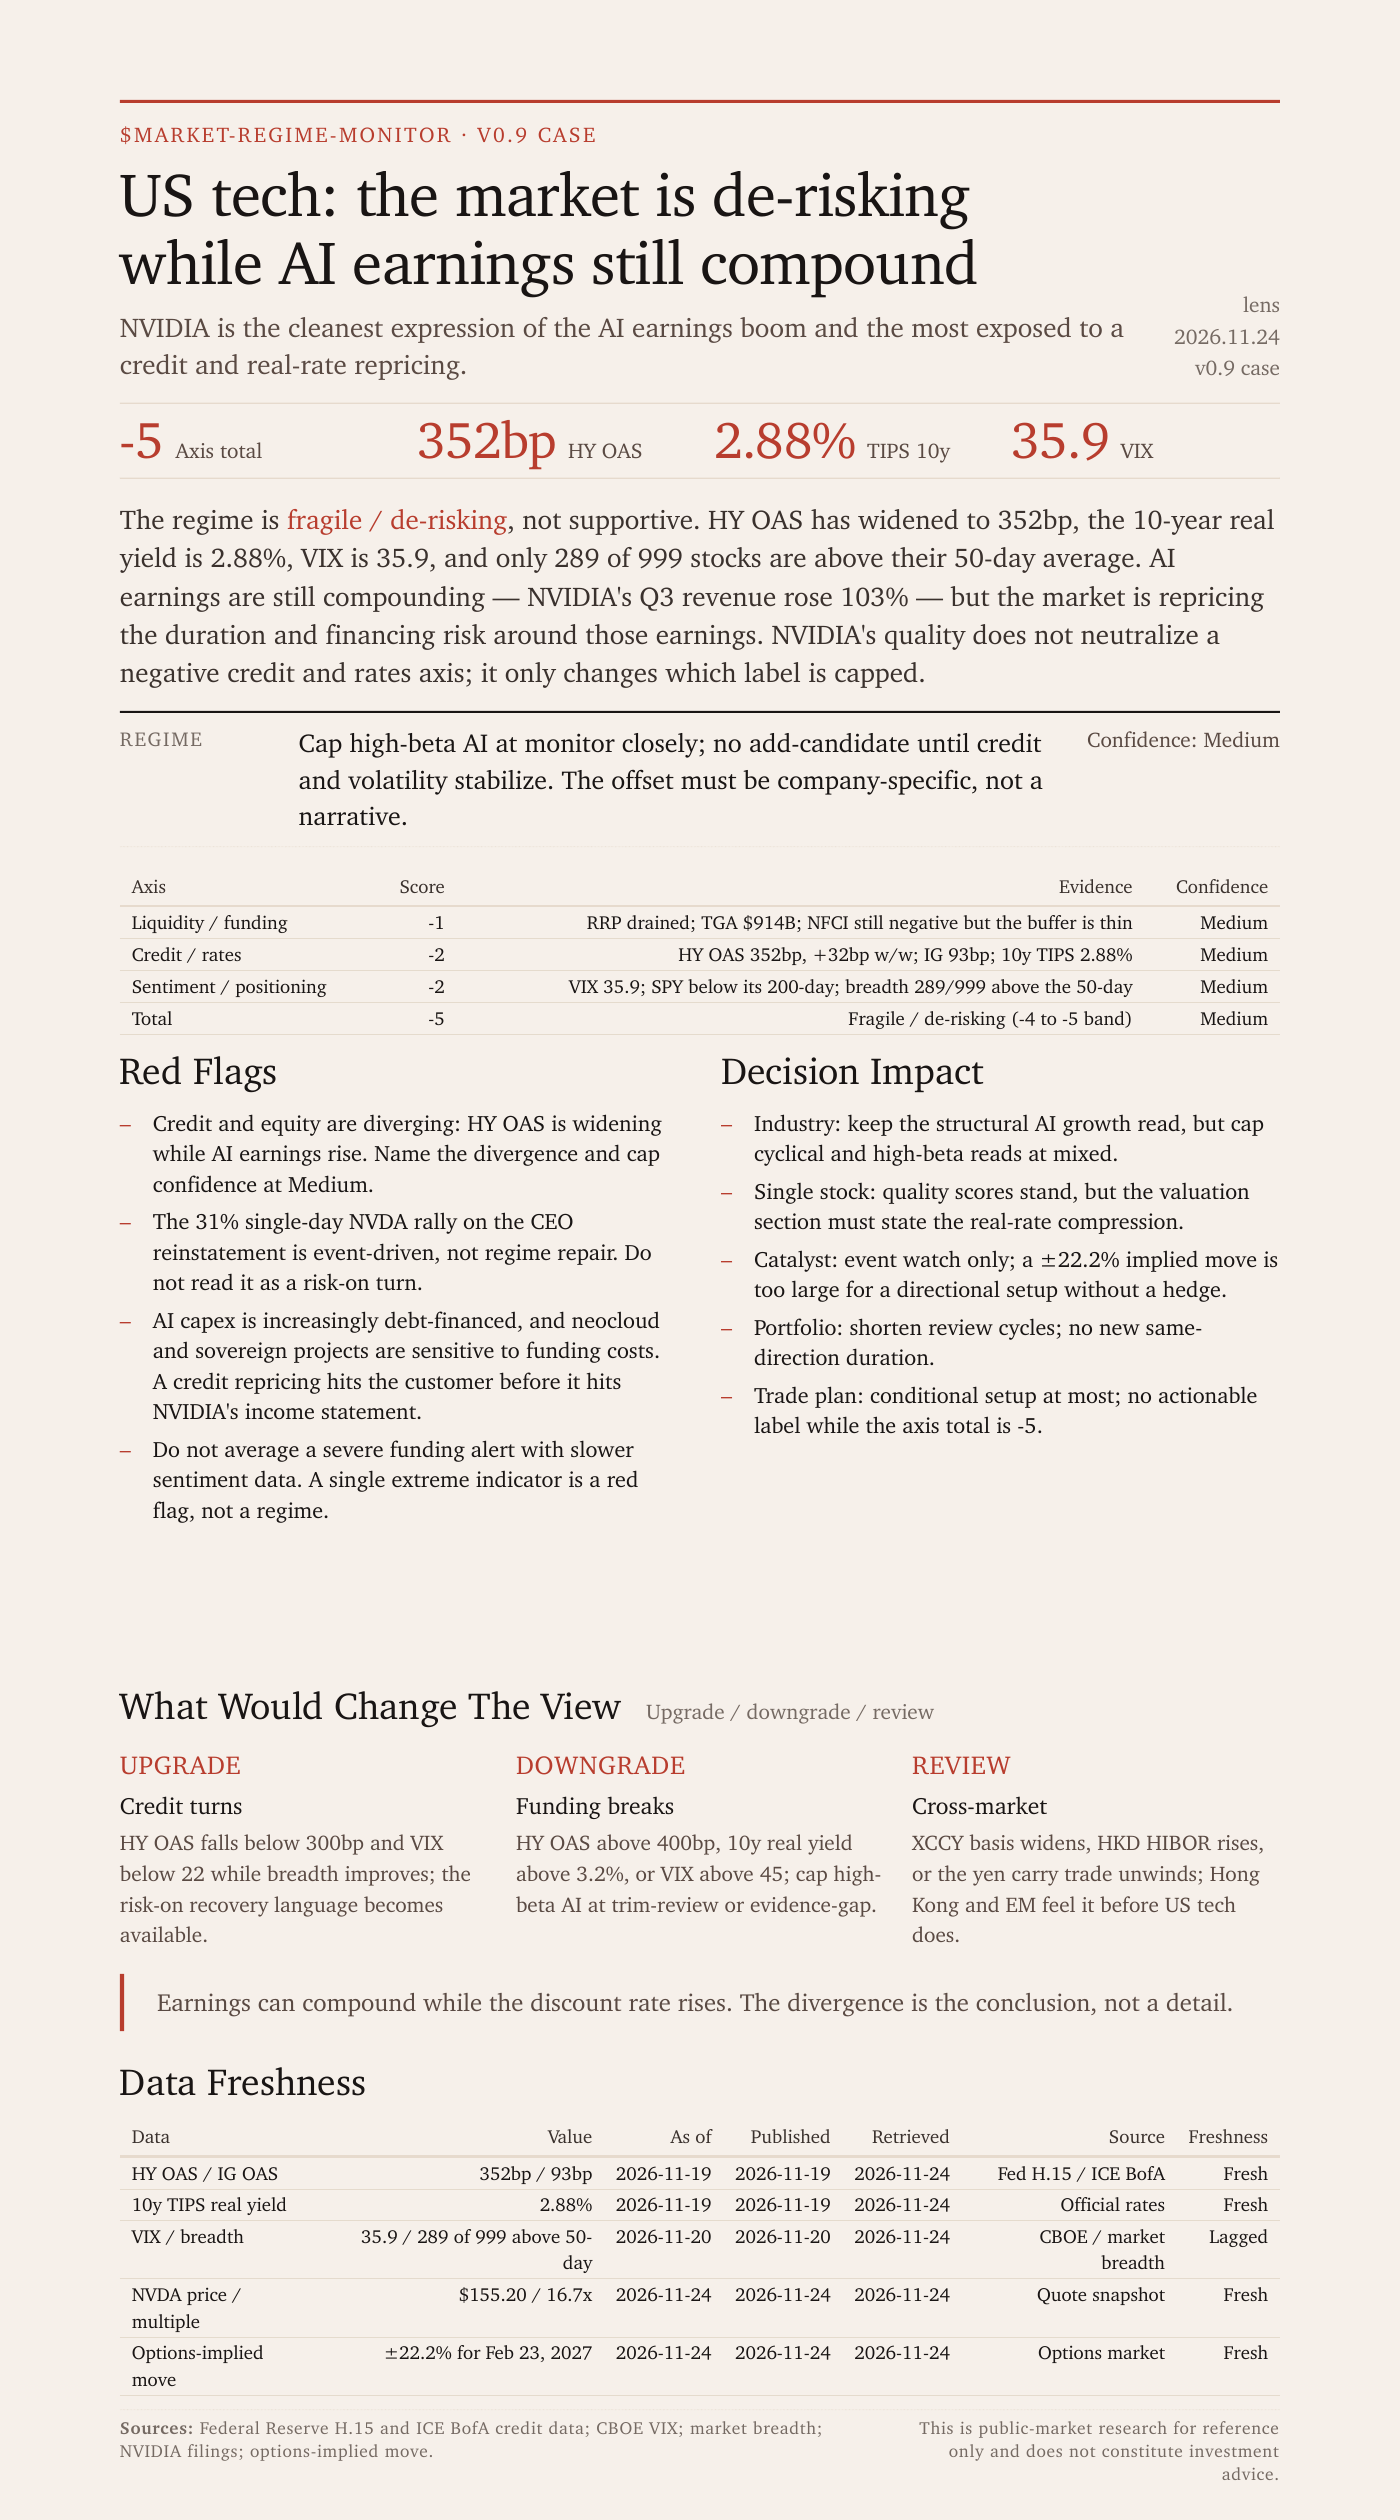 $MARKET-REGIME-MONITOR · V0.9 CASE
US tech: the market is de-risking
while AI earnings still compound
NVIDIA is the cleanest expression of the AI earnings boom and the most exposed to a
credit and real-rate repricing.
lens
2026.11.24
v0.9 case
-5 Axis total
352bp HY OAS
2.88% TIPS 10y
35.9 VIX
The regime is fragile / de-risking, not supportive. HY OAS has widened to 352bp, the 10-year real
yield is 2.88%, VIX is 35.9, and only 289 of 999 stocks are above their 50-day average. AI
earnings are still compounding — NVIDIA's Q3 revenue rose 103% — but the market is repricing
the duration and financing risk around those earnings. NVIDIA's quality does not neutralize a
negative credit and rates axis; it only changes which label is capped.
REGIME
Cap high-beta AI at monitor closely; no add-candidate until credit
and volatility stabilize. The offset must be company-specific, not a
narrative.
Confidence: Medium
Axis Score Evidence Confidence
Liquidity / funding -1 RRP drained; TGA $914B; NFCI still negative but the buffer is thin Medium
Credit / rates -2 HY OAS 352bp, +32bp w/w; IG 93bp; 10y TIPS 2.88% Medium
Sentiment / positioning -2 VIX 35.9; SPY below its 200-day; breadth 289/999 above the 50-day Medium
Total -5 Fragile / de-risking (-4 to -5 band) Medium
Red Flags
– Credit and equity are diverging: HY OAS is widening
while AI earnings rise. Name the divergence and cap
confidence at Medium.
– The 31% single-day NVDA rally on the CEO
reinstatement is event-driven, not regime repair. Do
not read it as a risk-on turn.
– AI capex is increasingly debt-financed, and neocloud
and sovereign projects are sensitive to funding costs.
A credit repricing hits the customer before it hits
NVIDIA's income statement.
– Do not average a severe funding alert with slower
sentiment data. A single extreme indicator is a red
flag, not a regime.
Decision Impact
– Industry: keep the structural AI growth read, but cap
cyclical and high-beta reads at mixed.
– Single stock: quality scores stand, but the valuation
section must state the real-rate compression.
– Catalyst: event watch only; a ±22.2% implied move is
too large for a directional setup without a hedge.
– Portfolio: shorten review cycles; no new same-
direction duration.
– Trade plan: conditional setup at most; no actionable
label while the axis total is -5.
What Would Change The View Upgrade / downgrade / review
UPGRADE
Credit turns
HY OAS falls below 300bp and VIX
below 22 while breadth improves; the
risk-on recovery language becomes
available.
DOWNGRADE
Funding breaks
HY OAS above 400bp, 10y real yield
above 3.2%, or VIX above 45; cap high-
beta AI at trim-review or evidence-gap.
REVIEW
Cross-market
XCCY basis widens, HKD HIBOR rises,
or the yen carry trade unwinds; Hong
Kong and EM feel it before US tech
does.
Earnings can compound while the discount rate rises. The divergence is the conclusion, not a detail.
Data Freshness
Data Value As of Published Retrieved Source Freshness
HY OAS / IG OAS 352bp / 93bp 2026-11-19 2026-11-19 2026-11-24 Fed H.15 / ICE BofA Fresh
10y TIPS real yield 2.88% 2026-11-19 2026-11-19 2026-11-24 Official rates Fresh
VIX / breadth 35.9 / 289 of 999 above 50- 2026-11-20 2026-11-20 2026-11-24 CBOE / market Lagged
day breadth
NVDA price / $155.20 / 16.7x 2026-11-24 2026-11-24 2026-11-24 Quote snapshot Fresh
multiple
Options-implied ±22.2% for Feb 23, 2027 2026-11-24 2026-11-24 2026-11-24 Options market Fresh
move
Sources: Federal Reserve H.15 and ICE BofA credit data; CBOE VIX; market breadth;
NVIDIA filings; options-implied move.
This is public-market research for reference
only and does not constitute investment
advice.